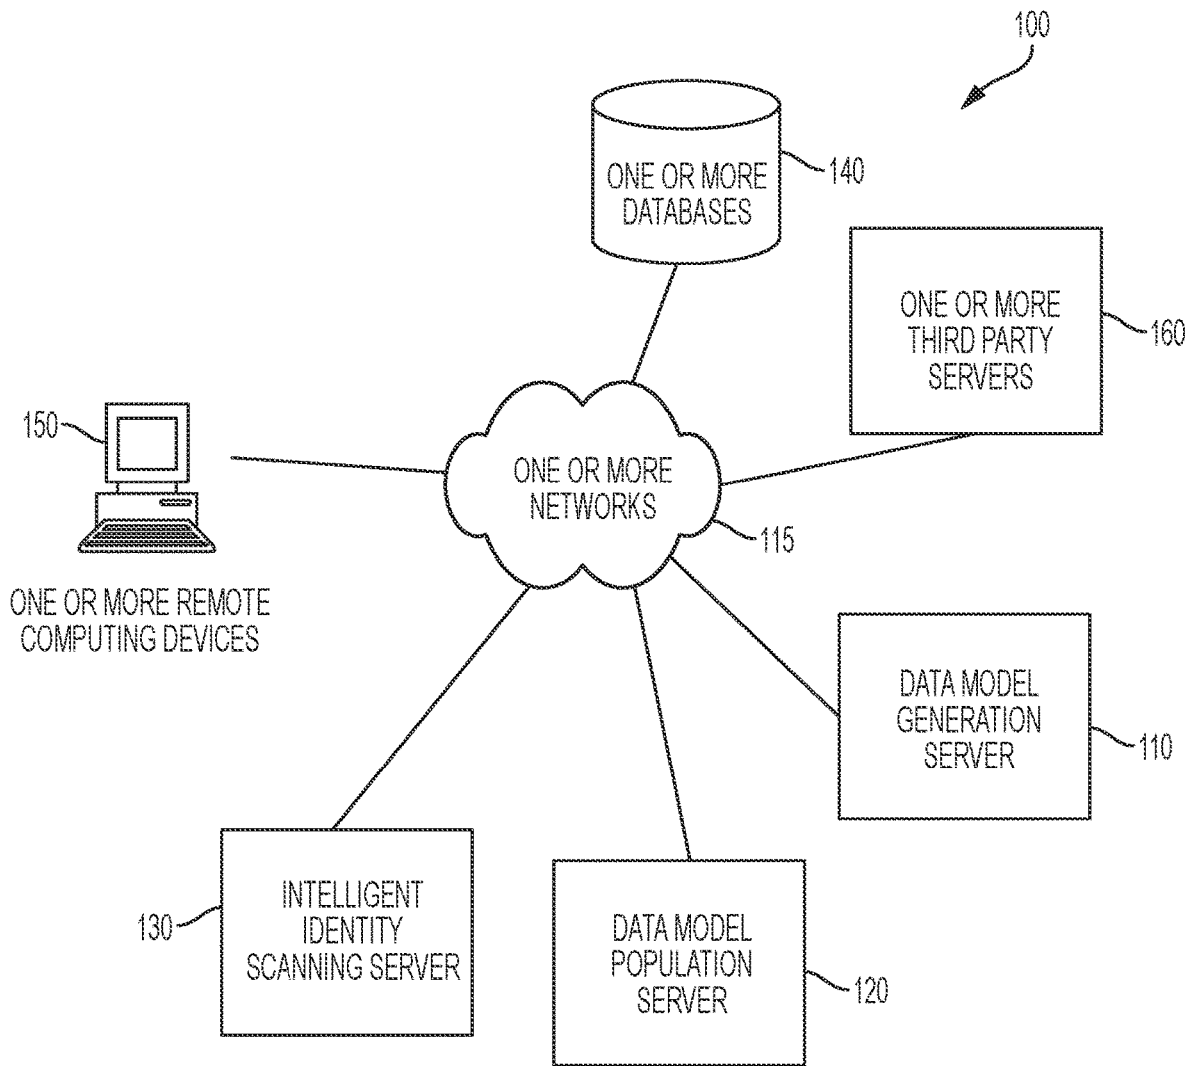 100
ONE OR MORE
DATABASES
140
ONE OR MORE
THIRD PARTY
SERVERS
160
150
ONE OR MORE
NETWORKS
115
ONE OR MORE REMOTE
COMPUTING DEVICES
DATA MODEL
GENERATION
SERVER
110
INTELLIGENT
IDENTITY
SCANNING SERVER
130
DATA MODEL
POPULATION
SERVER
120